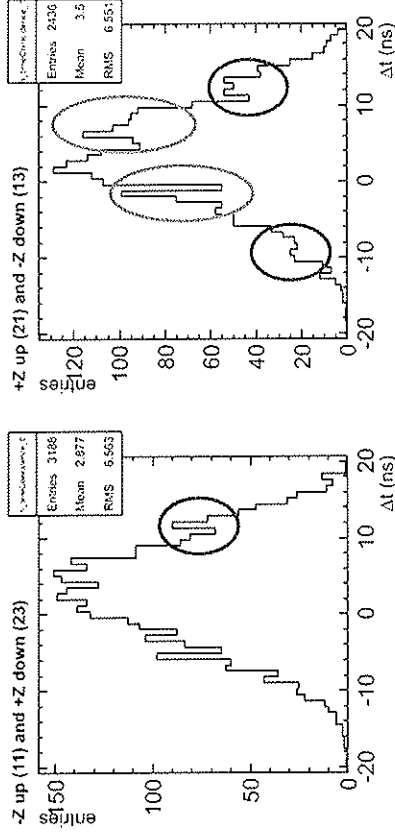 -Z up (11) and +Z down (23)
Entries 3188
Mean 2.877
RMS 6.563
entries
150
100
50
0
-20
-10
0
10
20
Δt (ns)
+Z up (21) and -Z down (13)
Entries 2436
Mean 3.5
RMS 6.551
entries
120
100
80
60
40
20
0
-20
-10
0
10
20
Δt (ns)